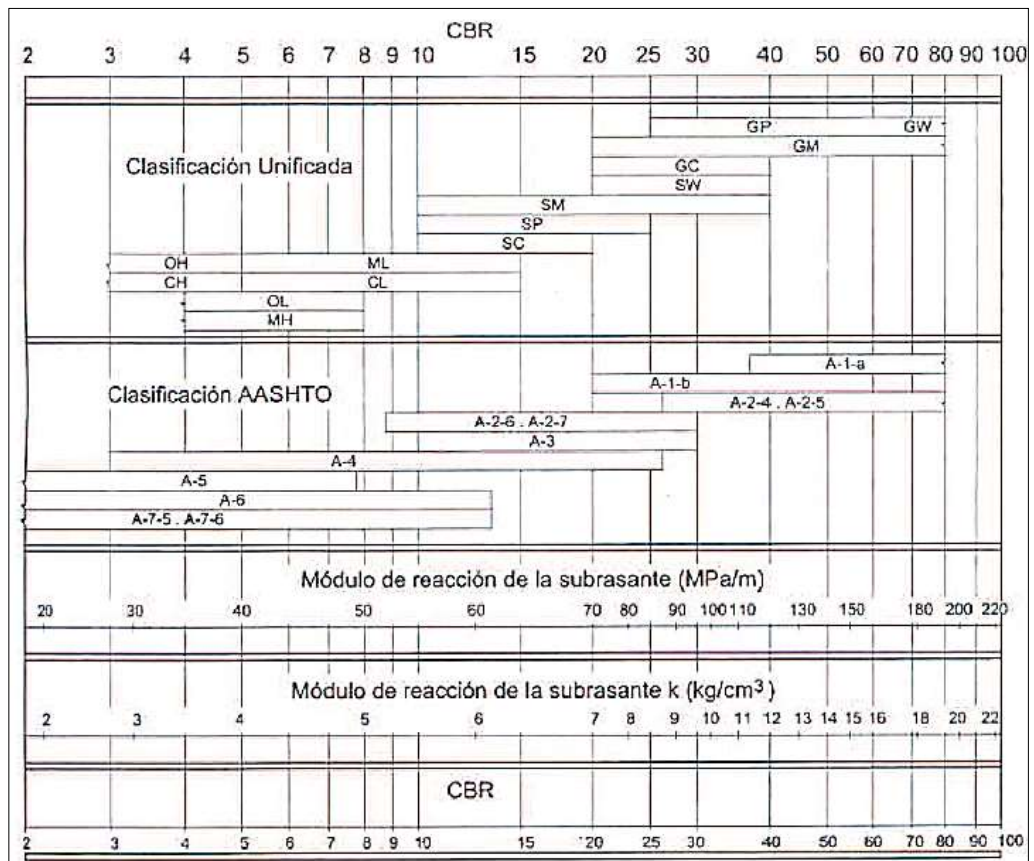 CBR
2 3 4 5 6 7 8 9 10 15 20 25 30 40 50 60 70 80 90 100
GP GW
GM
Clasificación Unificada
GC
SW
SM
SP
SC
OH ML
CH CL
OL
MH
A-1-a
A-1-b
Clasificación AASHTO
A-2-4 . A-2-5
A-2-6 . A-2-7
A-3
A-4
A-5
A-6
A-7-5 . A-7-6
Módulo de reacción de la subrasante (MPa/m)
20 30 40 50 60 70 80 90 100 110 130 150 180 200 220
Módulo de reacción de la subrasante k (kg/cm³)
2 3 4 5 6 7 8 9 10 11 12 13 14 15 16 18 20 22
CBR
2 3 4 5 6 7 8 9 10 15 20 25 30 40 50 60 70 80 90 100